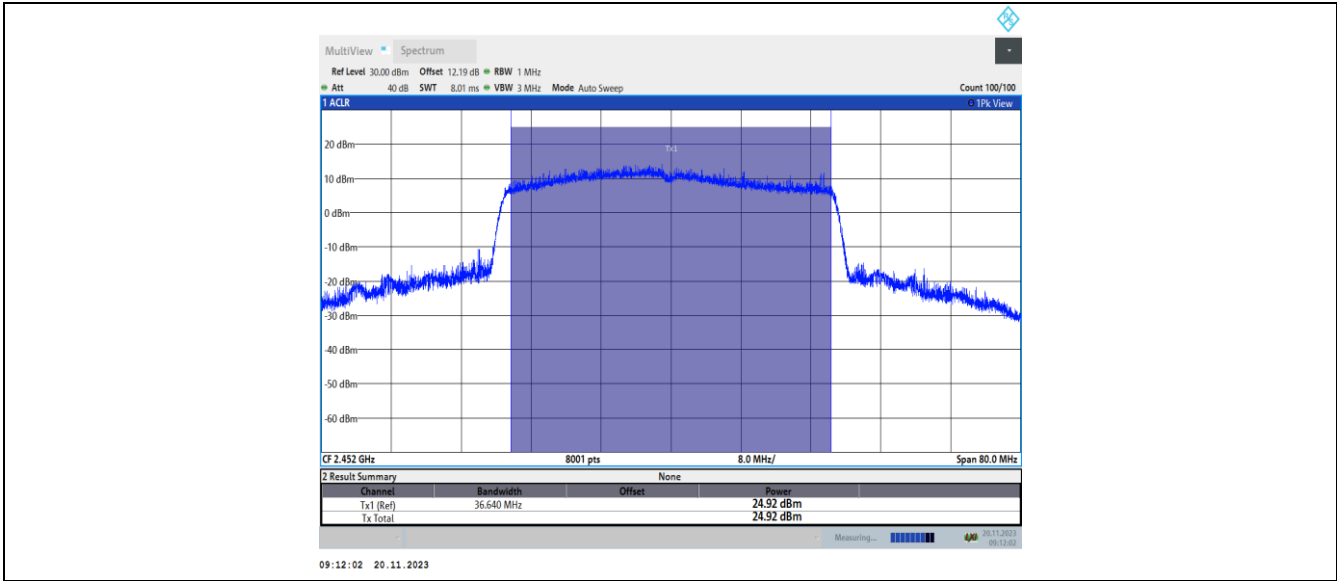 MultiView Spectrum
Ref Level 30.00 dBm Offset 12.19 dB RBW 1 MHz
Att 40 dB SWT 8.01 ms VBW 3 MHz Mode Auto Sweep Count 100/100
1 ACLR 1Pk View
Tx1
20 dBm
10 dBm
0 dBm
-10 dBm
-20 dBm
-30 dBm
-40 dBm
-50 dBm
-60 dBm
CF 2.452 GHz 8001 pts 8.0 MHz/ Span 80.0 MHz
2 Result Summary None
Channel Bandwidth Offset Power
Tx1 (Ref) 36.640 MHz 24.92 dBm
Tx Total 24.92 dBm
Measuring... 20.11.2023
09:12:02
09:12:02 20.11.2023